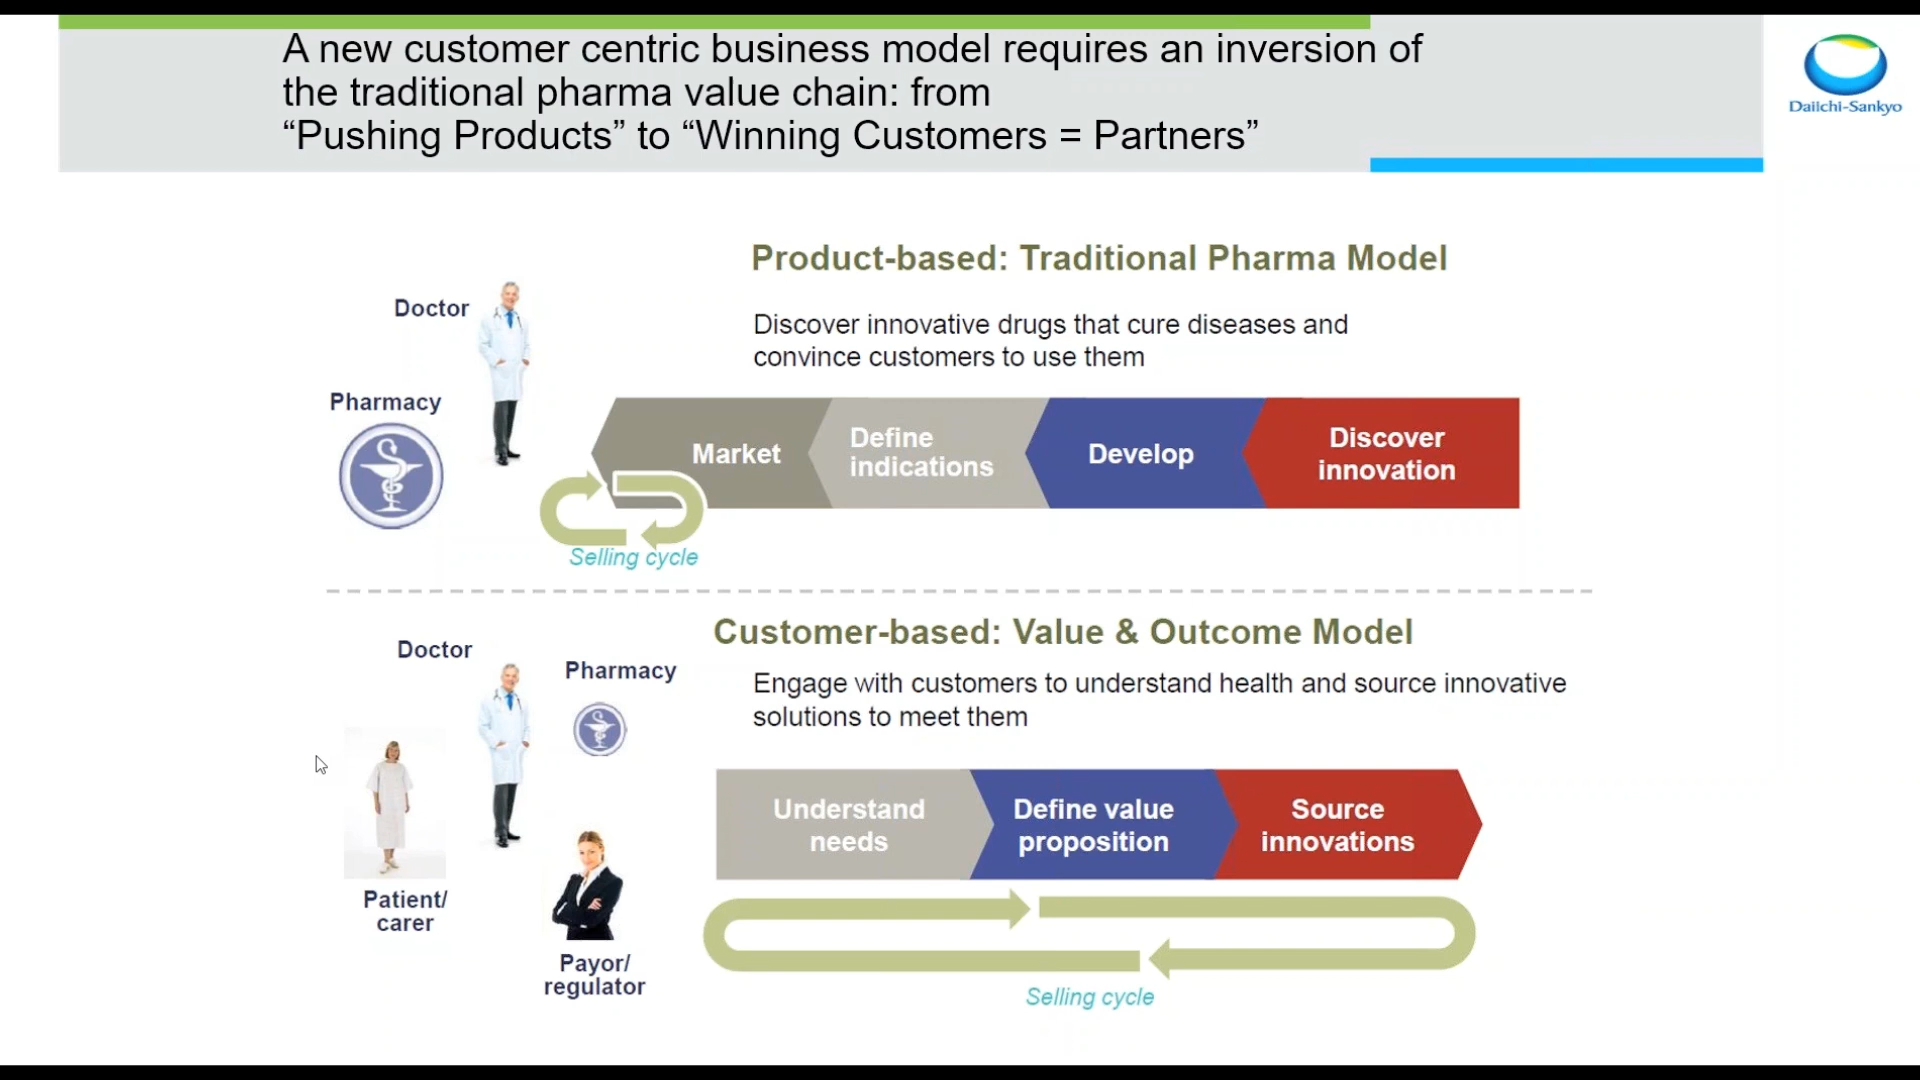 A new customer centric business model requires an inversion of
the traditional pharma value chain: from
“Pushing Products” to “Winning Customers = Partners”
Daiichi-Sankyo
Product-based: Traditional Pharma Model
Doctor
Discover innovative drugs that cure diseases and
convince customers to use them
Pharmacy
Market
Define
indications
Develop
Discover
innovation
Selling cycle
Customer-based: Value & Outcome Model
Doctor
Pharmacy
Engage with customers to understand health and source innovative
solutions to meet them
Understand
needs
Define value
proposition
Source
innovations
Patient/
carer
Payor/
regulator
Selling cycle